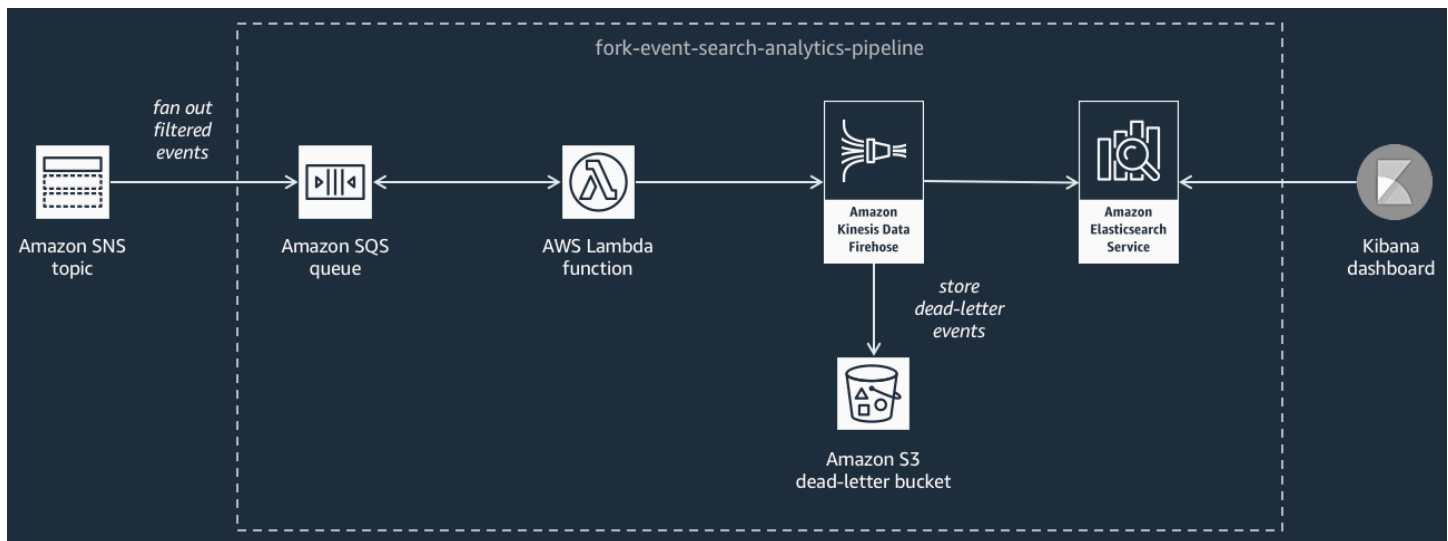 fork-event-search-analytics-pipeline
fan out
filtered
events
Amazon SNS
topic
Amazon SQS
queue
AWS Lambda
function
Amazon
Kinesis Data
Firehose
Amazon
Elasticsearch
Service
Kibana
dashboard
store
dead-letter
events
Amazon S3
dead-letter bucket